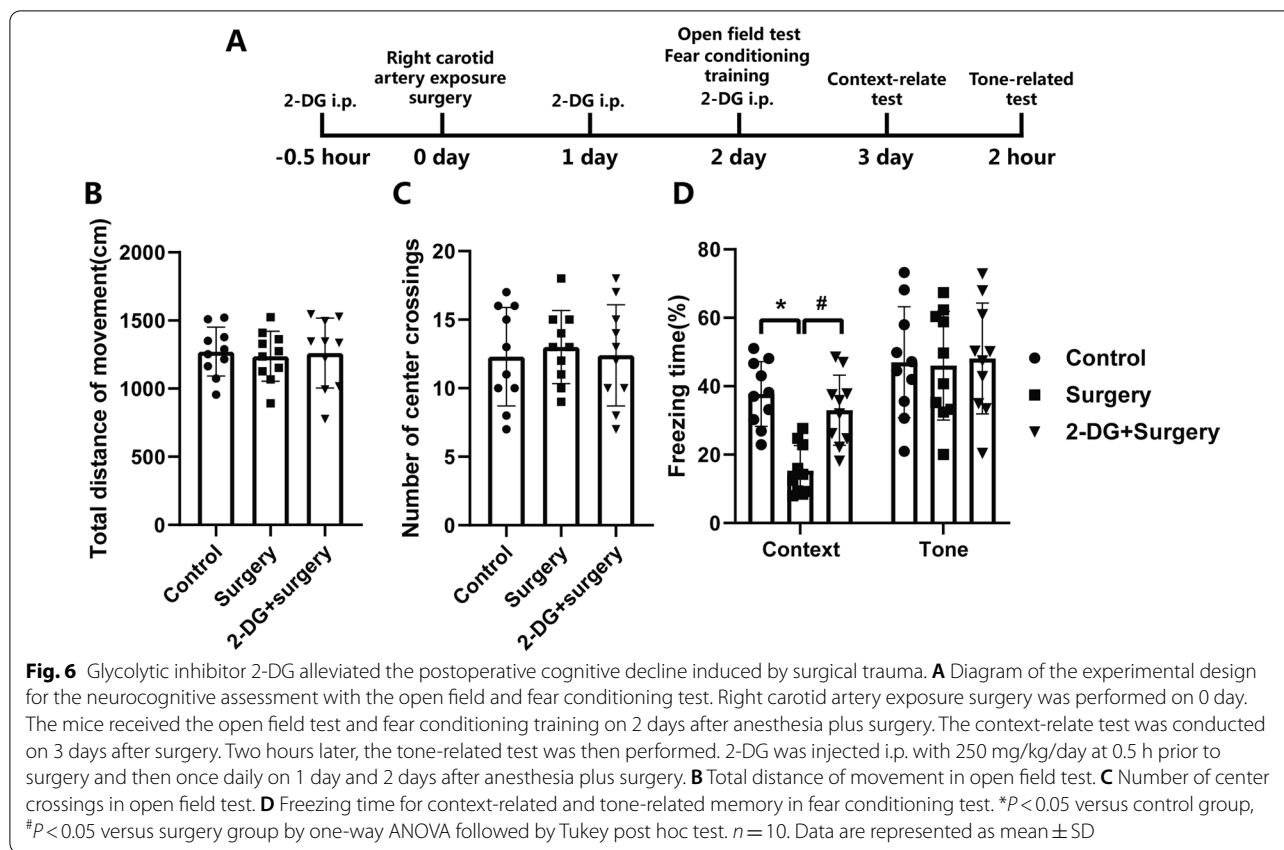 A
2-DG i.p.
Right carotid
artery exposure
surgery
2-DG i.p.
Open field test
Fear conditioning
training
2-DG i.p.
Context-relate
test
Tone-related
test
-0.5 hour
0 day
1 day
2 day
3 day
2 hour
B
Total distance of movement(cm)
2000
1500
1000
500
0
Control
Surgery
2-DG+surgery
C
Number of center crossings
20
15
10
5
0
Control
Surgery
2-DG+surgery
D
Freezing time(%)
80
60
40
20
0
*
#
Context
Tone
Control
Surgery
2-DG+Surgery
Fig. 6 Glycolytic inhibitor 2-DG alleviated the postoperative cognitive decline induced by surgical trauma. A Diagram of the experimental design
for the neurocognitive assessment with the open field and fear conditioning test. Right carotid artery exposure surgery was performed on 0 day.
The mice received the open field test and fear conditioning training on 2 days after anesthesia plus surgery. The context-relate test was conducted
on 3 days after surgery. Two hours later, the tone-related test was then performed. 2-DG was injected i.p. with 250 mg/kg/day at 0.5 h prior to
surgery and then once daily on 1 day and 2 days after anesthesia plus surgery. B Total distance of movement in open field test. C Number of center
crossings in open field test. D Freezing time for context-related and tone-related memory in fear conditioning test. *P < 0.05 versus control group,
#P < 0.05 versus surgery group by one-way ANOVA followed by Tukey post hoc test. n = 10. Data are represented as mean ± SD